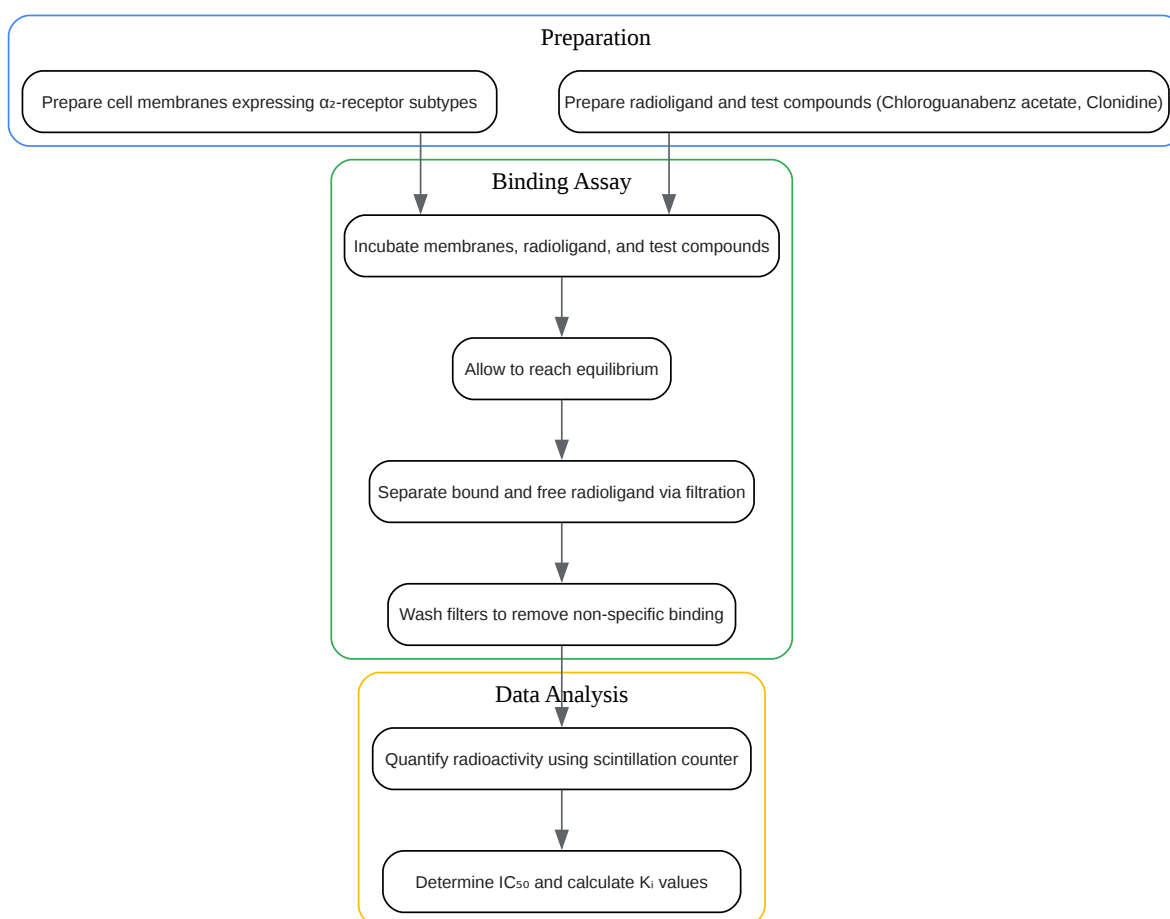 Preparation
Prepare cell membranes expressing α₂-receptor subtypes
Prepare radioligand and test compounds (Chloroguanabenz acetate, Clonidine)
Binding Assay
Incubate membranes, radioligand, and test compounds
Allow to reach equilibrium
Separate bound and free radioligand via filtration
Wash filters to remove non-specific binding
Data Analysis
Quantify radioactivity using scintillation counter
Determine IC₅₀ and calculate Kᵢ values